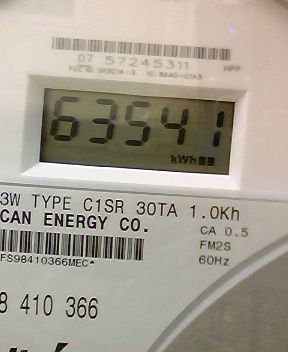 07 57245311
HPP
63541
kWh
3W TYPE C1SR 30TA 1.0Kh
CAN ENERGY CO.
CA 0.5
FM2S
FS98410366MEC*
60Hz
8 410 366